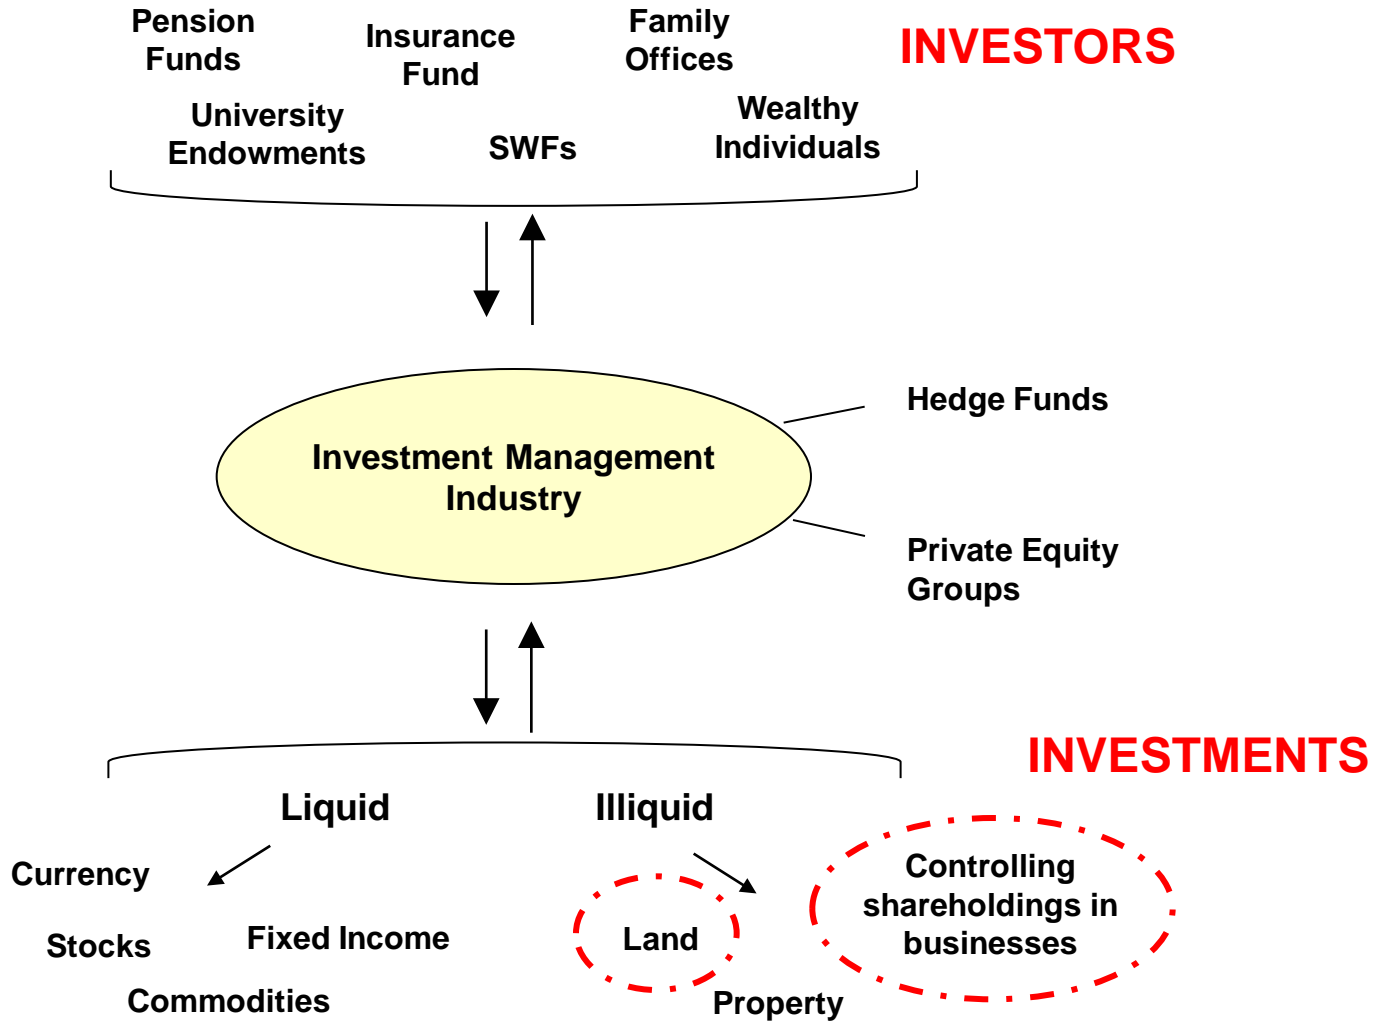 Pension
Funds
Insurance
Fund
Family
Offices
INVESTORS
University
Endowments
SWFs
Wealthy
Individuals
Hedge Funds
Investment Management
Industry
Private Equity
Groups
INVESTMENTS
Liquid
Illiquid
Currency
Stocks
Fixed Income
Commodities
Land
Property
Controlling
shareholdings in
businesses